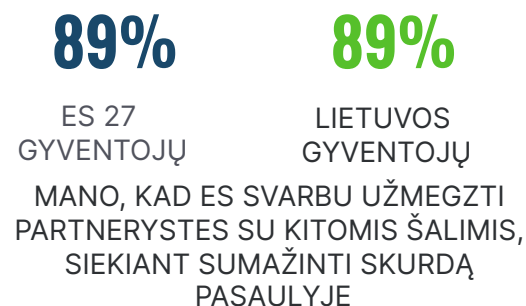 89% 89%
ES 27 LIETUVOS
GYVENTOJŲ GYVENTOJŲ
MANO, KAD ES SVARBU UŽMEGZTI
PARTNERYSTES SU KITOMIS ŠALIMIS,
SIEKIANT SUMAŽINTI SKURDĄ
PASAULYJE